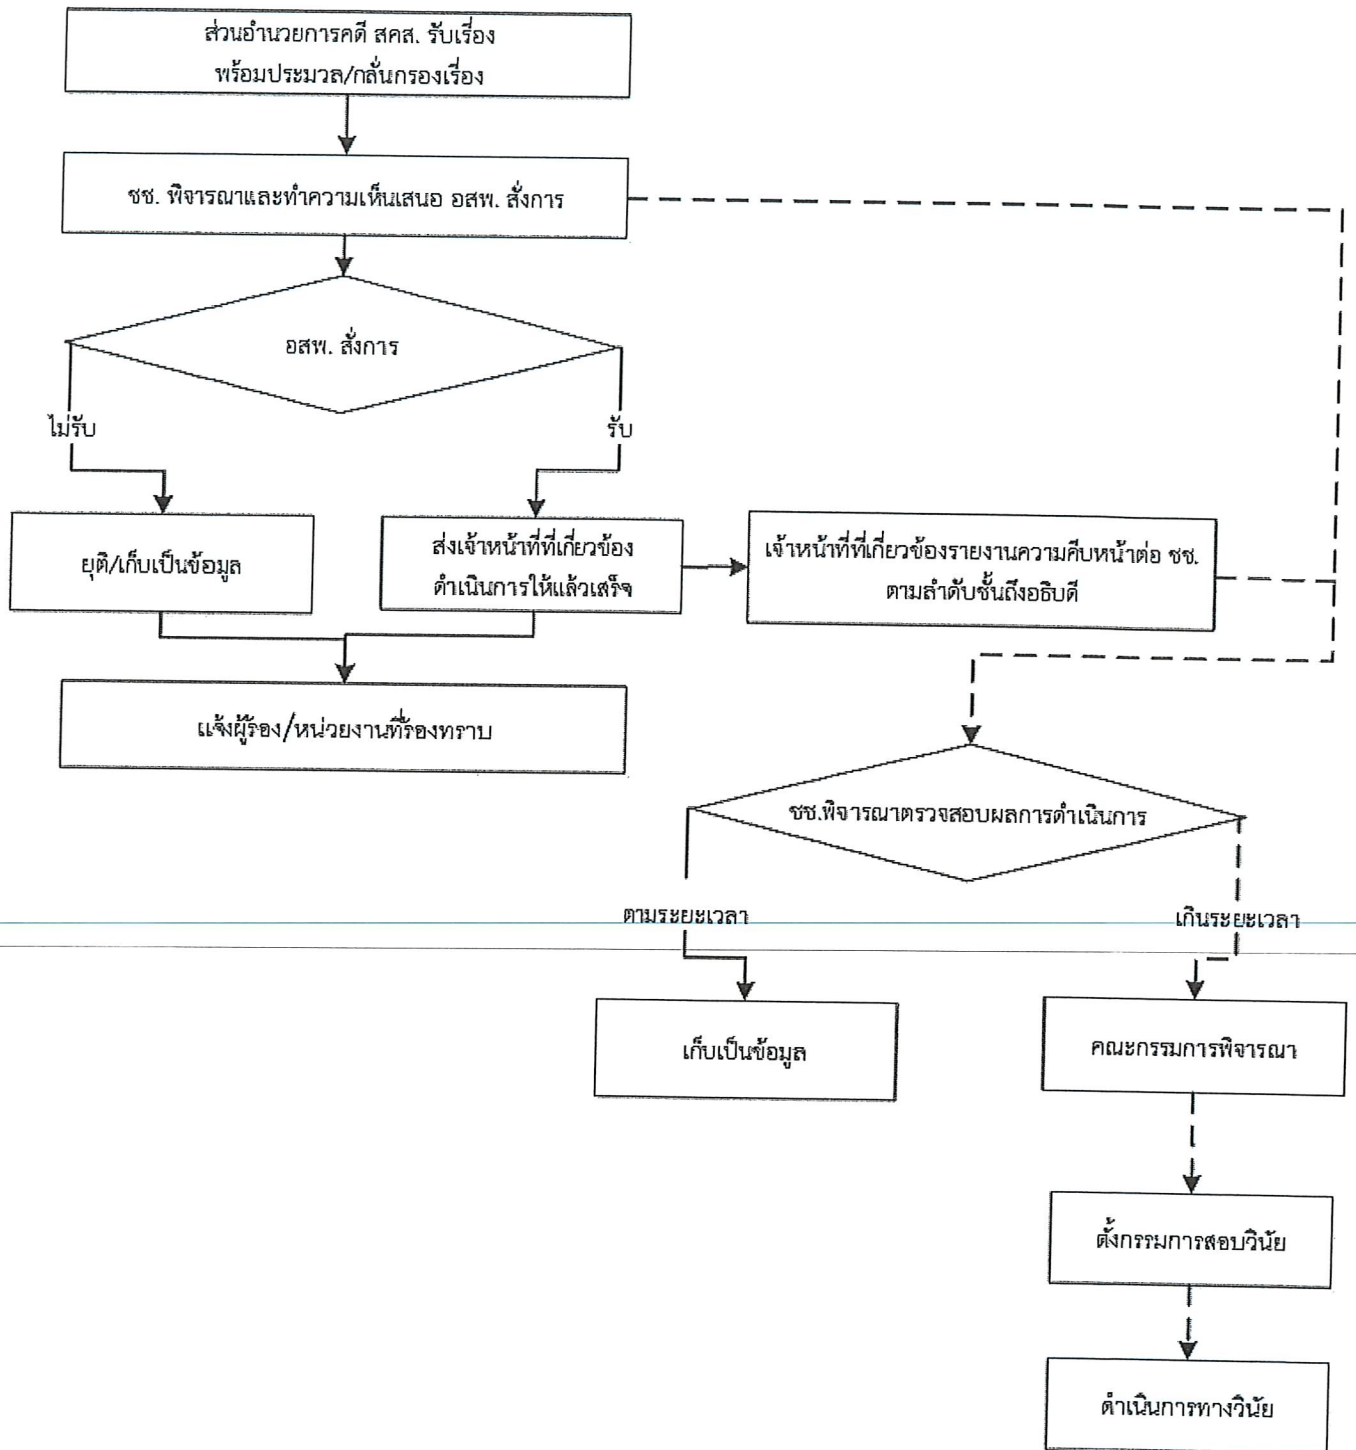 ส่วนอำนวยการคดี สคส. รับเรื่อง
พร้อมประมวล/กลั่นกรองเรื่อง
ชช. พิจารณาและทำความเห็นเสนอ อสพ. สั่งการ
อสพ. สั่งการ
ไม่รับ
รับ
ยุติ/เก็บเป็นข้อมูล
ส่งเจ้าหน้าที่ที่เกี่ยวข้อง
ดำเนินการให้แล้วเสร็จ
เจ้าหน้าที่ที่เกี่ยวข้องรายงานความคืบหน้าต่อ ชช.
ตามลำดับชั้นถึงอธิบดี
แจ้งผู้ร้อง/หน่วยงานที่ร้องทราบ
ชช.พิจารณาตรวจสอบผลการดำเนินการ
ตามระยะเวลา
เกินระยะเวลา
เก็บเป็นข้อมูล
คณะกรรมการพิจารณา
ตั้งกรรมการสอบวินัย
ดำเนินการทางวินัย